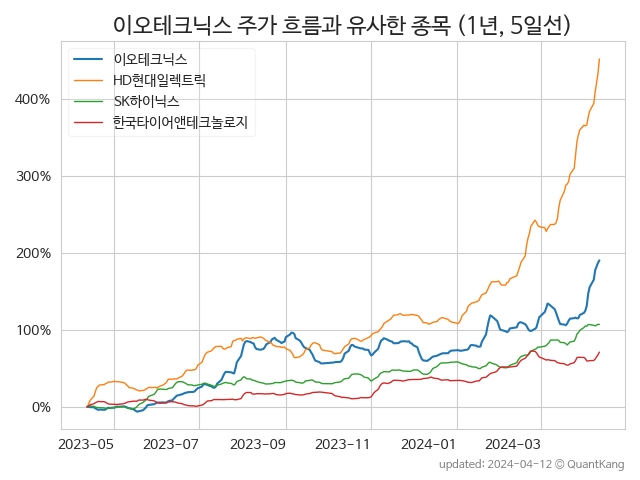 이오테크닉스 주가 흐름과 유사한 종목 (1년, 5일선)
이오테크닉스
HD현대일렉트릭
SK하이닉스
한국타이어앤테크놀로지
400%
300%
200%
100%
0%
2023-05 2023-07 2023-09 2023-11 2024-01 2024-03
updated: 2024-04-12 © QuantKang